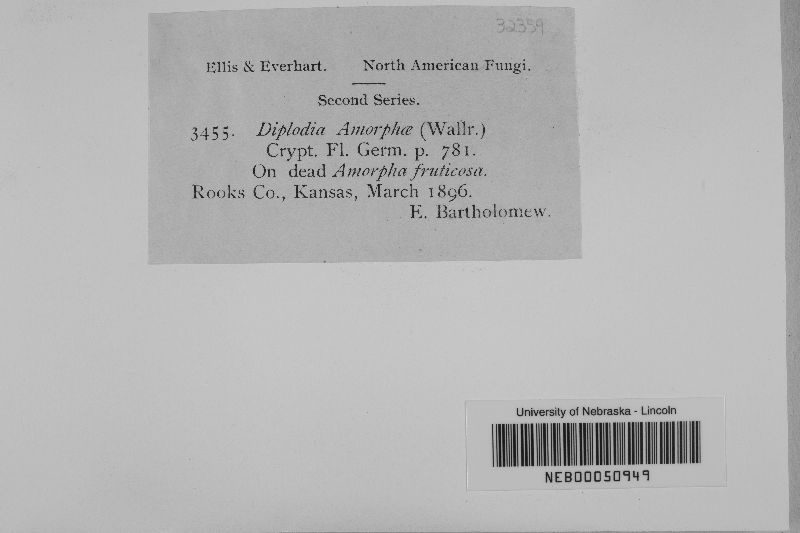 32359
Ellis & Everhart. North American Fungi.
Second Series.
3455. Diplodia Amorphæ (Wallr.)
Crypt. Fl. Germ. p. 781.
On dead Amorpha fruticosa.
Rooks Co., Kansas, March 1896.
E. Bartholomew.
University of Nebraska - Lincoln
NEB00050949